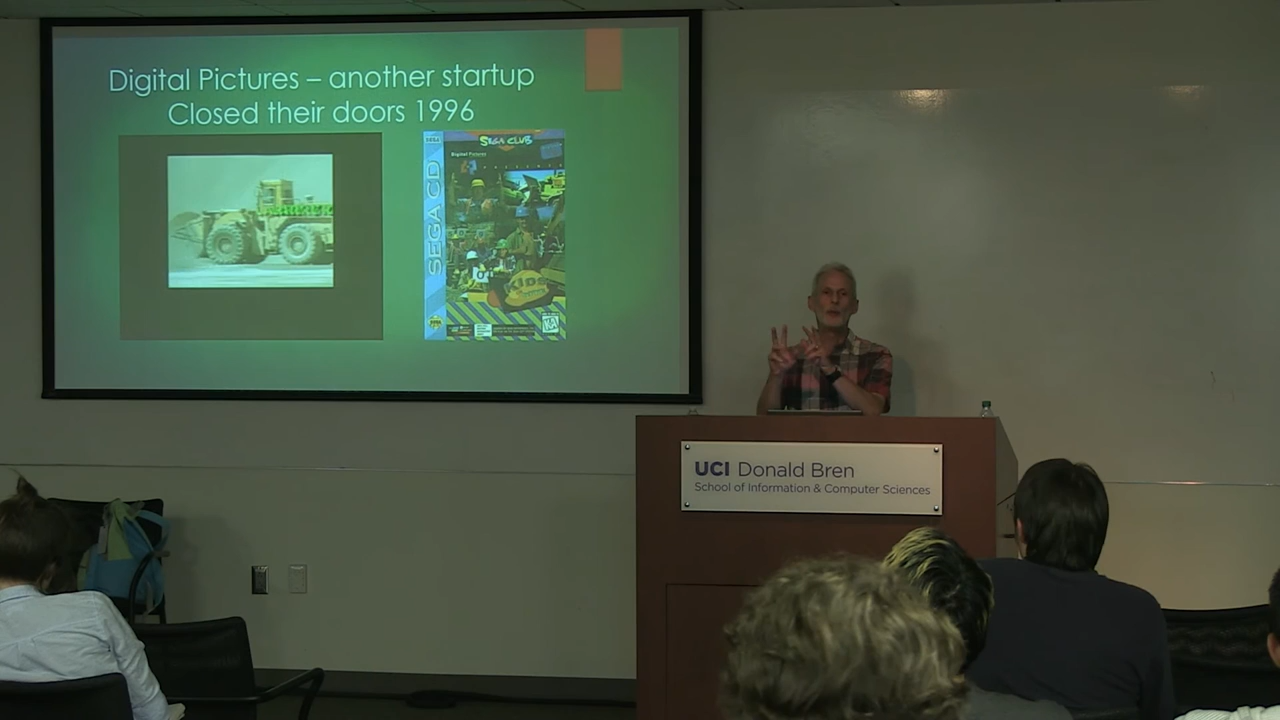 Digital Pictures – another startup
Closed their doors 1996
SEGA CLUB
Digital Pictures
SEGA CD
KIDS
UCI Donald Bren
School of Information & Computer Sciences